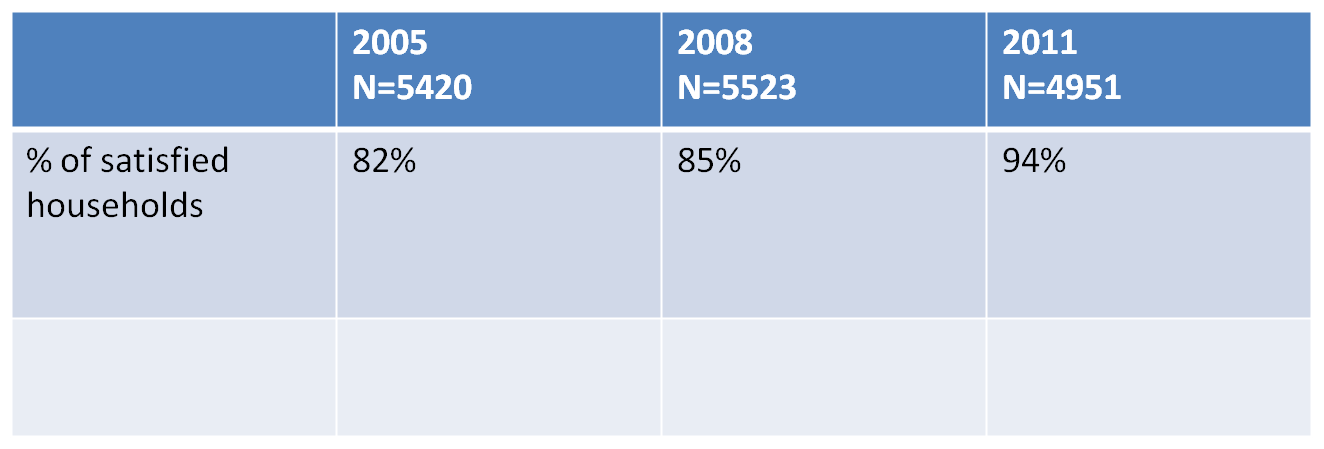 2005
N=5420
2008
N=5523
2011
N=4951
% of satisfied
households
82%
85%
94%